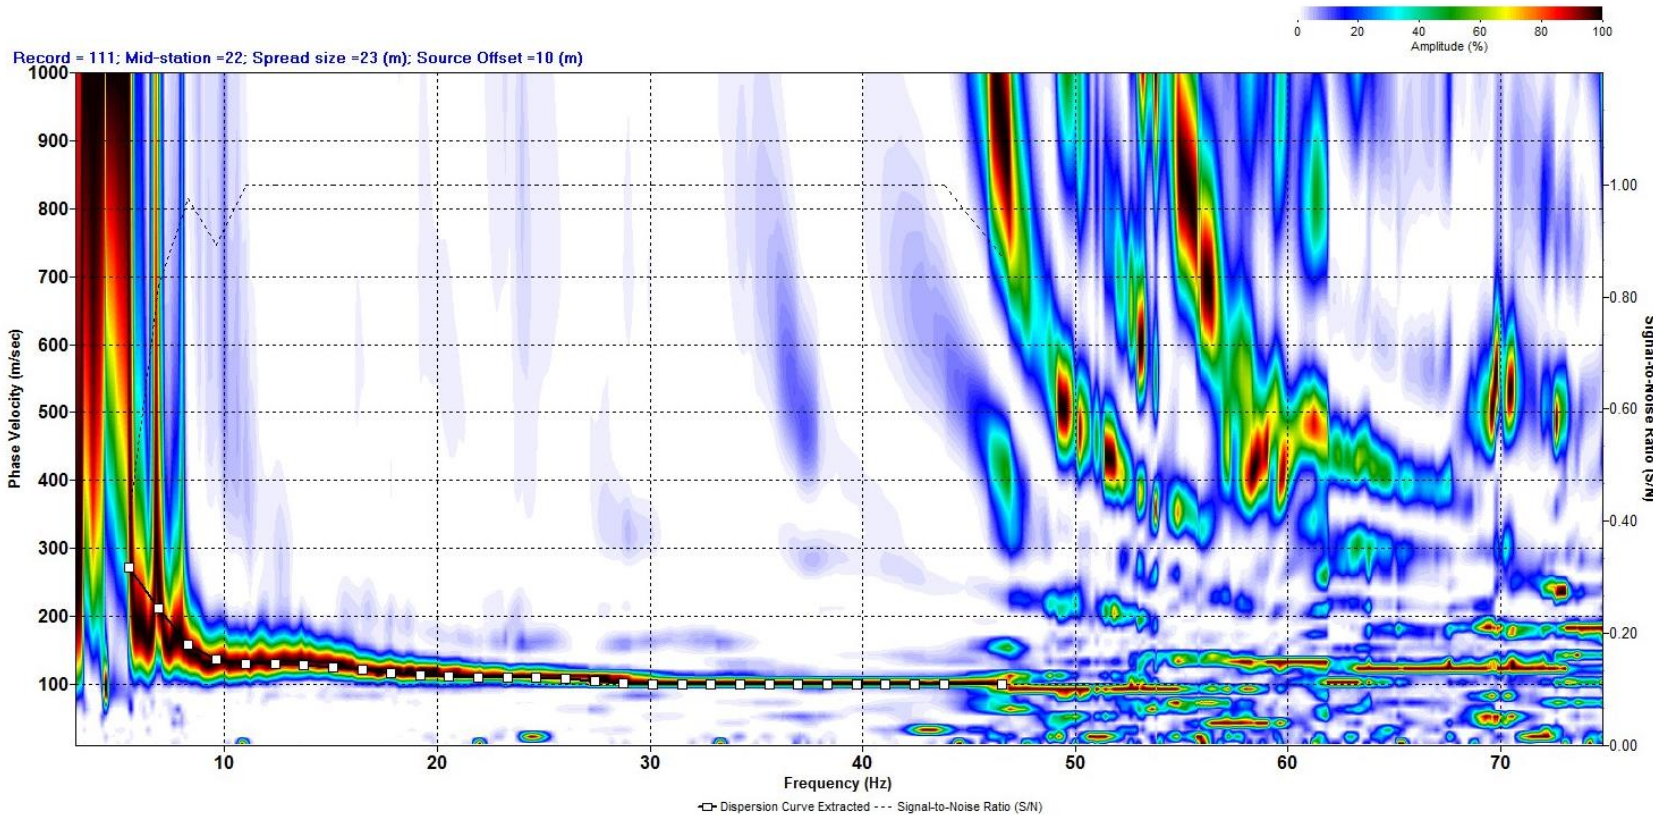 0 20 40 60 80 100
Amplitude (%)
Record = 111; Mid-station =22; Spread size =23 (m); Source Offset =10 (m)
1000
900
800
700
600
500
400
300
200
100
Phase Velocity (m/sec)
1.00
0.80
0.60
0.40
0.20
0.00
Signal-to-Noise Ratio (S/N)
10 20 30 40 50 60 70
Frequency (Hz)
Dispersion Curve Extracted --- Signal-to-Noise Ratio (S/N)